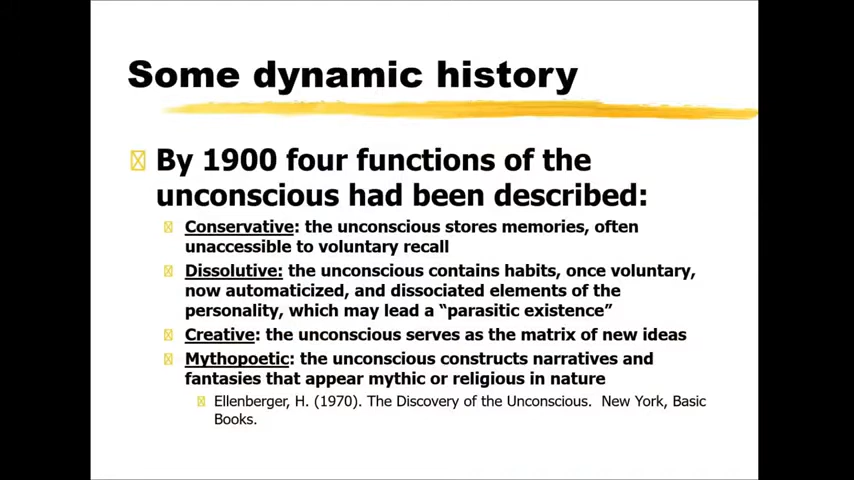 Some dynamic history
By 1900 four functions of the
unconscious had been described:
Conservative: the unconscious stores memories, often
unaccessible to voluntary recall
Dissolutive: the unconscious contains habits, once voluntary,
now automaticized, and dissociated elements of the
personality, which may lead a “parasitic existence”
Creative: the unconscious serves as the matrix of new ideas
Mythopoetic: the unconscious constructs narratives and
fantasies that appear mythic or religious in nature
Ellenberger, H. (1970). The Discovery of the Unconscious. New York, Basic
Books.